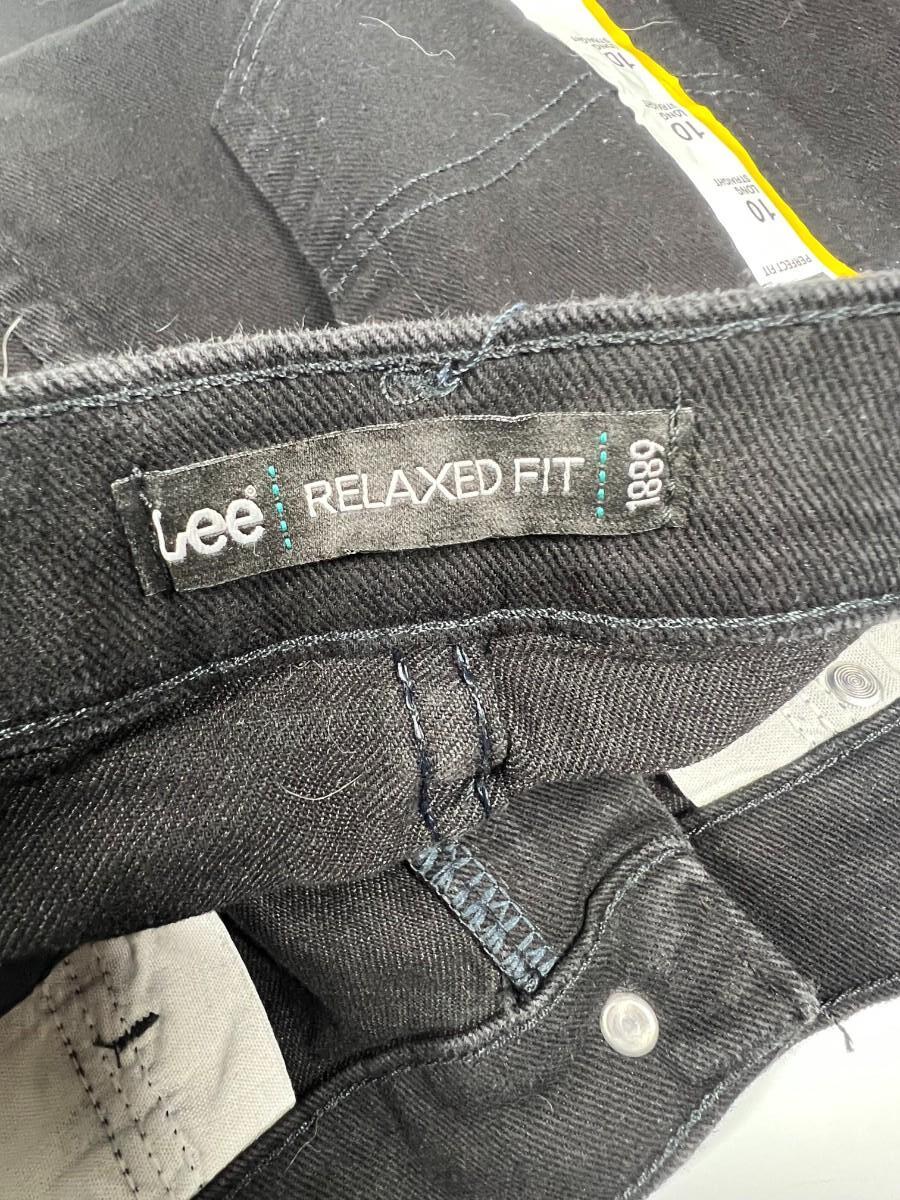 10
LONG
STRAIGHT
10
LONG
STRAIGHT
10
LONG
STRAIGHT
PERFECT FIT
Lee® RELAXED FIT 1889